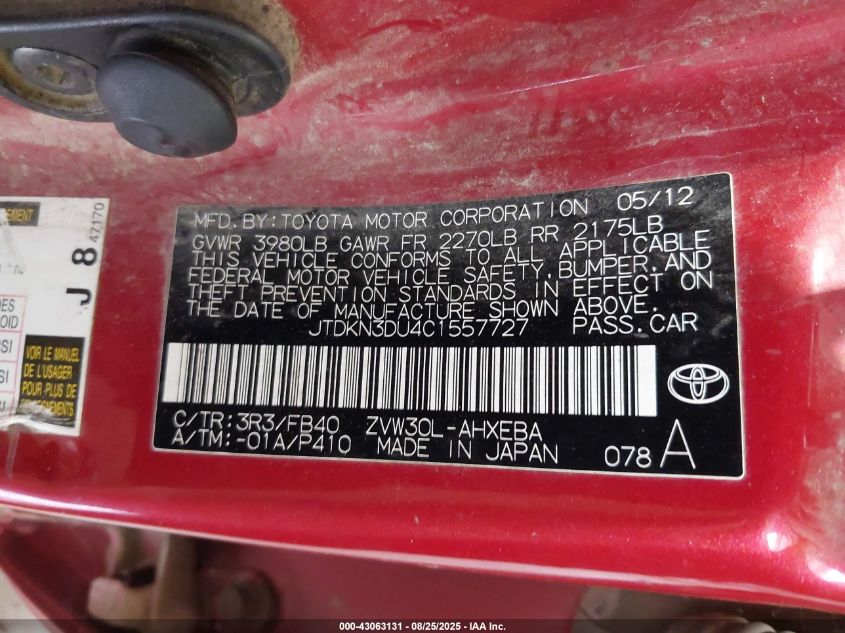 MFD. BY: TOYOTA MOTOR CORPORATION 05/12
GVWR 3980LB GAWR FR 2270LB RR 2175LB
THIS VEHICLE CONFORMS TO ALL APPLICABLE
FEDERAL MOTOR VEHICLE SAFETY, BUMPER, AND
THEFT PREVENTION STANDARDS IN EFFECT ON
THE DATE OF MANUFACTURE SHOWN ABOVE.
JTDKN3DU4C1557727 PASS. CAR
C/TR: 3R3/FB40 ZVW30L-AHXEBA
A/TM: -01A/P410 MADE IN JAPAN 078 A
J 8 47170
VOIR LE MANUEL
DE L'USAGER
POUR PLUS DE
RENSEIGNEMENTS.
000-43063131 - 08/25/2025 - IAA Inc.